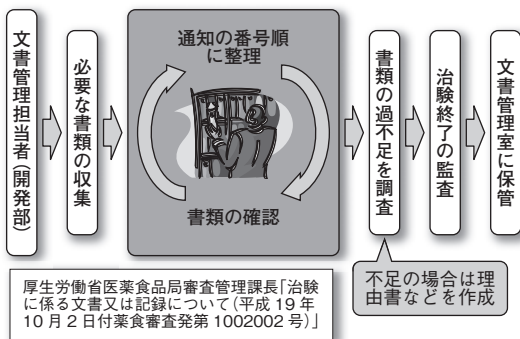 文書管理担当者（開発部）
必要な書類の収集
通知の番号順
に整理
書類の確認
書類の過不足を調査
治験終了の監査
文書管理室に保管
不足の場合は理
由書などを作成
厚生労働省医薬食品局審査管理課長「治験
に係る文書又は記録について（平成 19 年
10 月 2 日付薬食審査発第 1002002 号）」